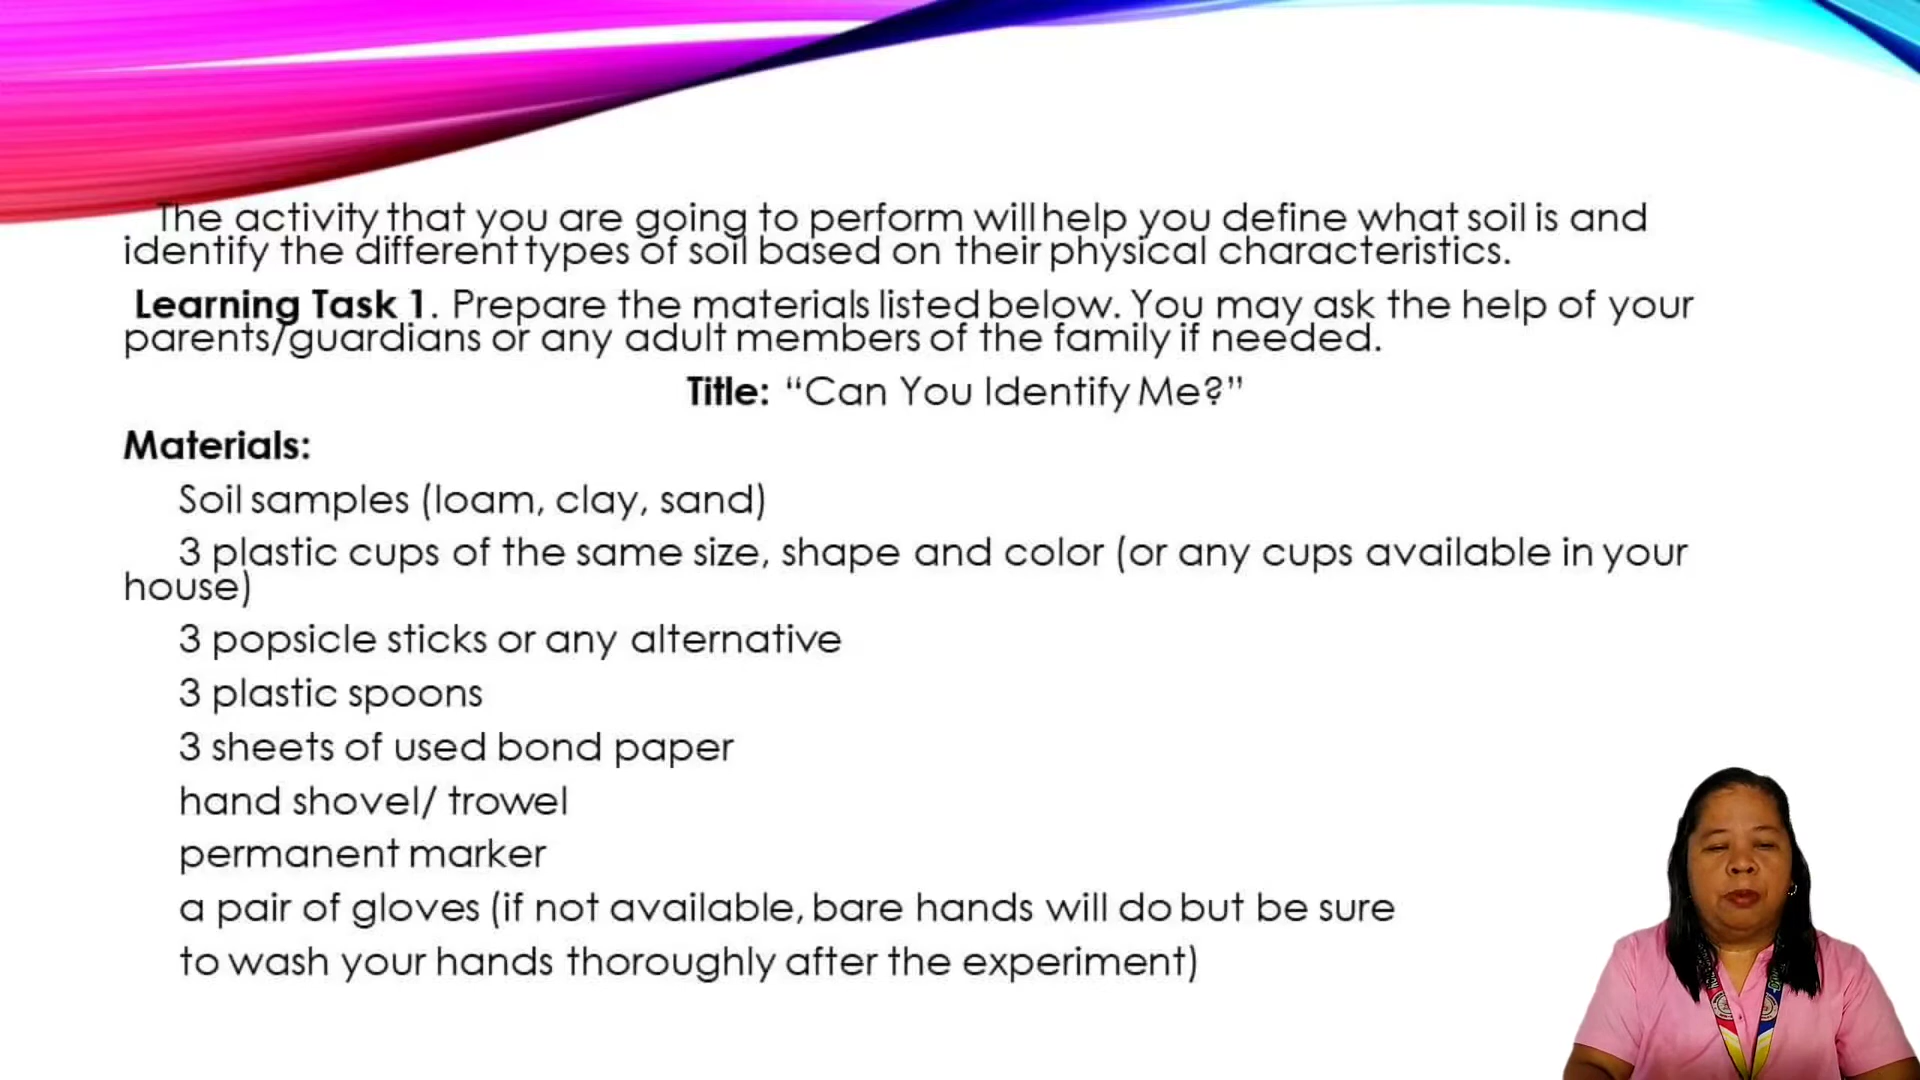 The activity that you are going to perform will help you define what soil is and
identify the different types of soil based on their physical characteristics.
Learning Task 1. Prepare the materials listed below. You may ask the help of your
parents/guardians or any adult members of the family if needed.
Title: “Can You Identify Me?”
Materials:
Soil samples (loam, clay, sand)
3 plastic cups of the same size, shape and color (or any cups available in your
house)
3 popsicle sticks or any alternative
3 plastic spoons
3 sheets of used bond paper
hand shovel/ trowel
permanent marker
a pair of gloves (if not available, bare hands will do but be sure
to wash your hands thoroughly after the experiment)